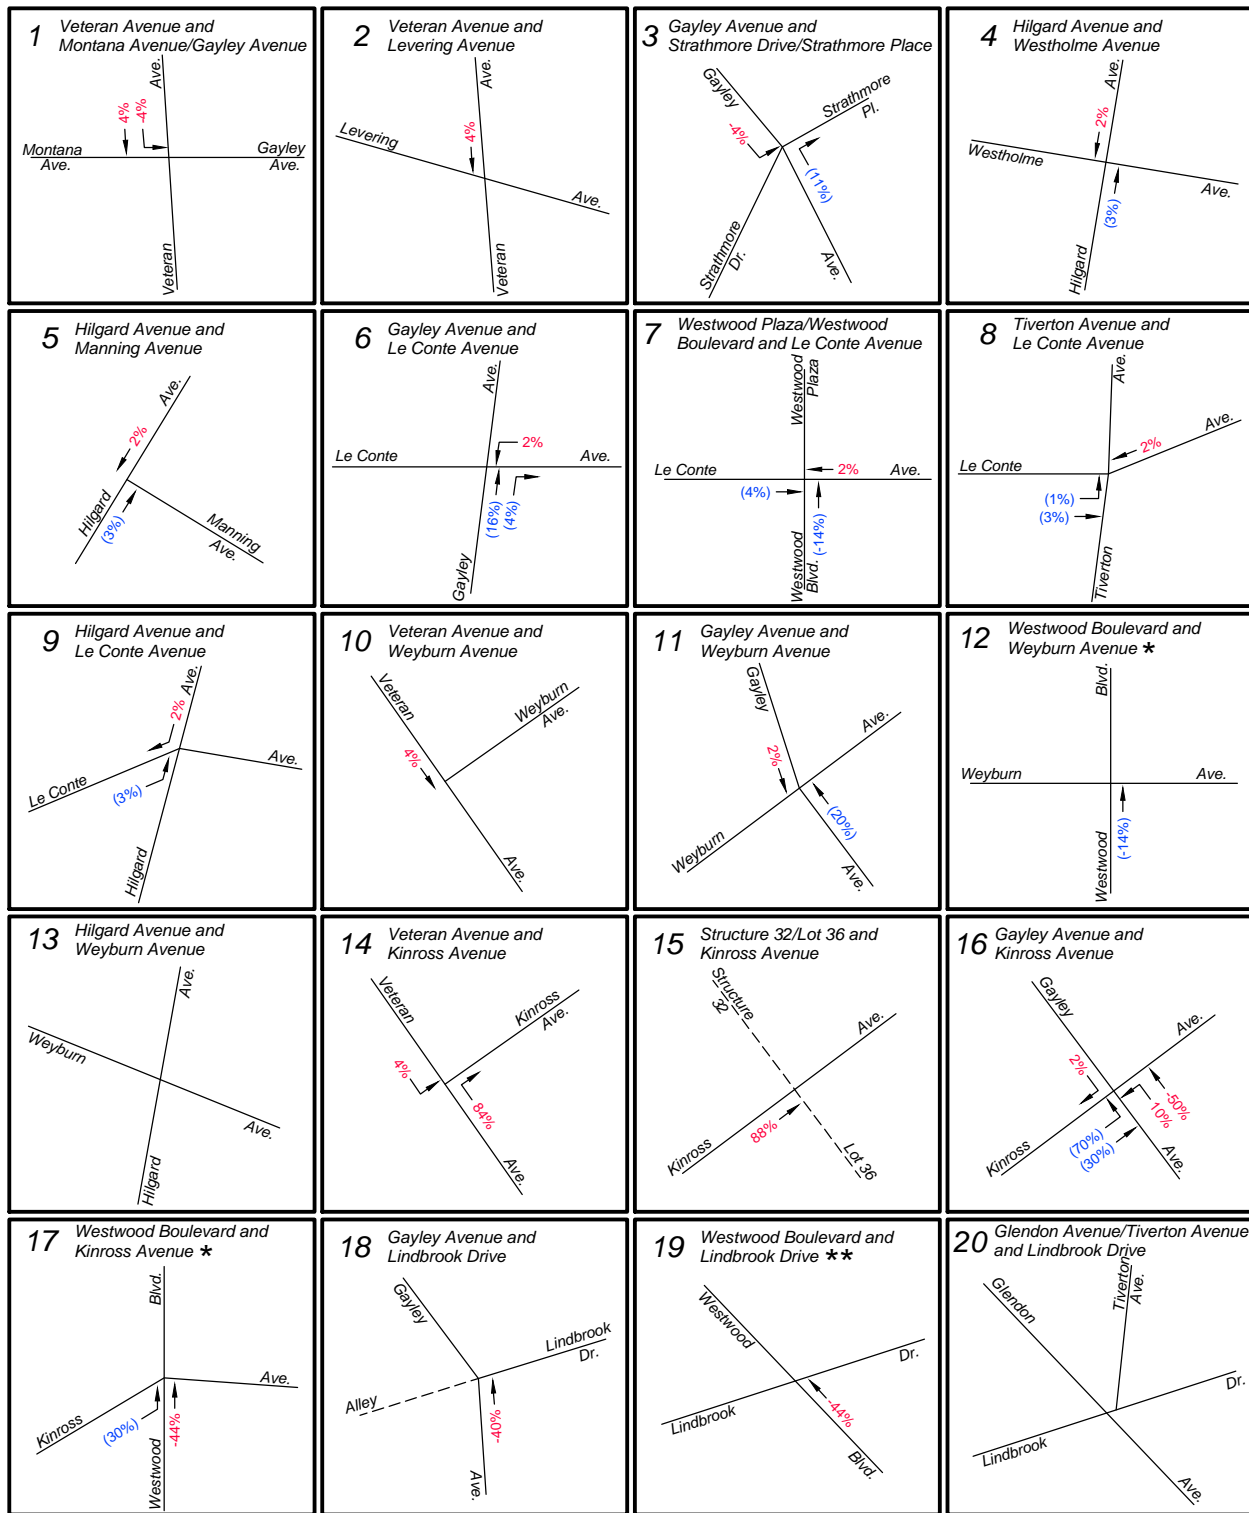 1 Veteran Avenue and
Montana Avenue/Gayley Avenue
Ave.
4%
-4%
Montana
Ave.
Gayley
Ave.
Veteran
2 Veteran Avenue and
Levering Avenue
Ave.
Levering
4%
Ave.
Veteran
3 Gayley Avenue and
Strathmore Drive/Strathmore Place
Gayley
Strathmore
Pl.
-4%
(11%)
Strathmore
Dr.
Ave.
4 Hilgard Avenue and
Westholme Avenue
Ave.
2%
Westholme
Ave.
(3%)
Hilgard
5 Hilgard Avenue and
Manning Avenue
Ave.
2%
Hilgard
(3%)
Manning
Ave.
6 Gayley Avenue and
Le Conte Avenue
Ave.
2%
Le Conte
Ave.
(16%)
(4%)
Gayley
7 Westwood Plaza/Westwood
Boulevard and Le Conte Avenue
Westwood
Plaza
Le Conte
2%
Ave.
(4%)
(-14%)
Westwood
Blvd.
8 Tiverton Avenue and
Le Conte Avenue
Ave.
Ave.
2%
Le Conte
(1%)
(3%)
Tiverton
9 Hilgard Avenue and
Le Conte Avenue
Ave.
2%
Ave.
Le Conte
(3%)
Hilgard
10 Veteran Avenue and
Weyburn Avenue
Veteran
Weyburn
Ave.
4%
Ave.
11 Gayley Avenue and
Weyburn Avenue
Gayley
Ave.
2%
(20%)
Weyburn
Ave.
12 Westwood Boulevard and
Weyburn Avenue *
Blvd.
Weyburn
Ave.
(-14%)
Westwood
13 Hilgard Avenue and
Weyburn Avenue
Ave.
Weyburn
Ave.
Hilgard
14 Veteran Avenue and
Kinross Avenue
Veteran
Kinross
Ave.
4%
84%
Ave.
15 Structure 32/Lot 36 and
Kinross Avenue
Structure
32
Ave.
88%
Kinross
Lot 36
16 Gayley Avenue and
Kinross Avenue
Gayley
Ave.
2%
-50%
10%
(70%)
(30%)
Kinross
Ave.
17 Westwood Boulevard and
Kinross Avenue *
Blvd.
Ave.
Kinross
(30%)
-44%
Westwood
18 Gayley Avenue and
Lindbrook Drive
Gayley
Lindbrook
Dr.
Alley
-40%
Ave.
19 Westwood Boulevard and
Lindbrook Drive **
Westwood
Dr.
Lindbrook
-44%
Blvd.
20 Glendon Avenue/Tiverton Avenue
and Lindbrook Drive
Glendon
Tiverton
Ave.
Dr.
Lindbrook
Ave.